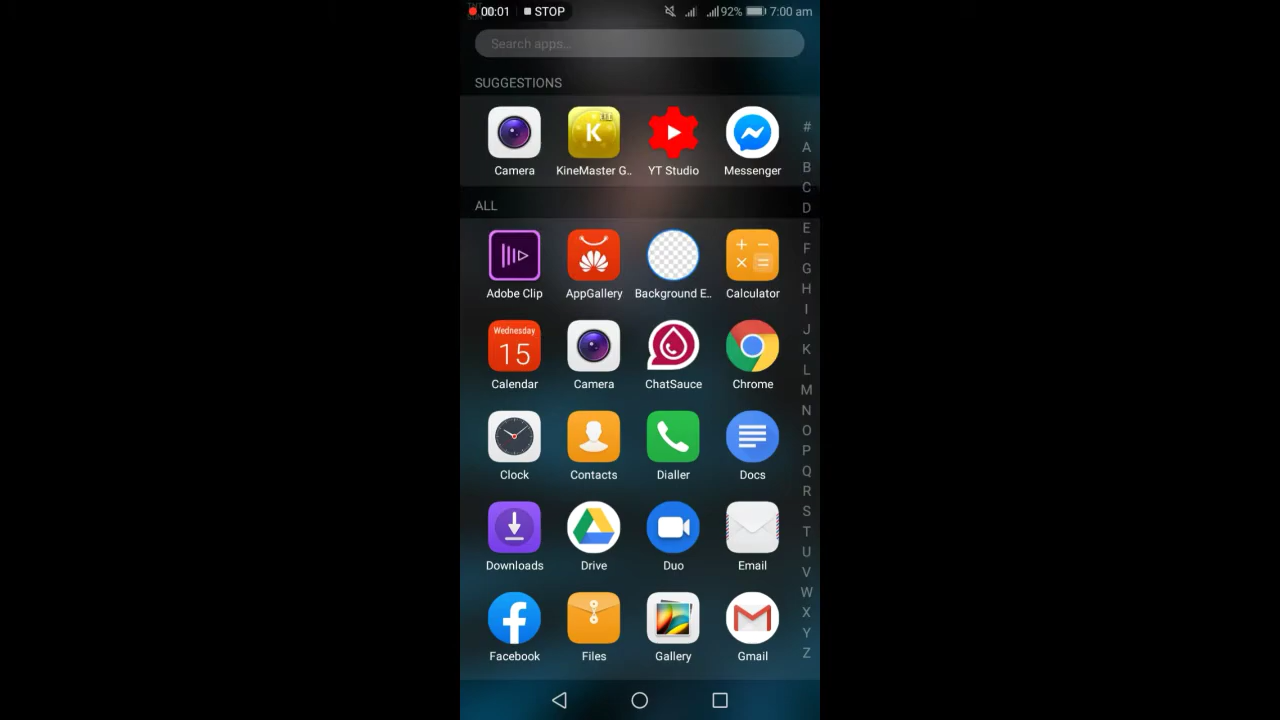 00:01 STOP 92% 7:00 am
Search apps...
SUGGESTIONS
K
Camera KineMaster G.. YT Studio Messenger
ALL
Adobe Clip AppGallery Background E.. Calculator
Wednesday
15
Calendar Camera ChatSauce Chrome
Clock Contacts Dialler Docs
Downloads Drive Duo Email
Facebook Files Gallery Gmail
#
A
B
C
D
E
F
G
H
I
J
K
L
M
N
O
P
Q
R
S
T
U
V
W
X
Y
Z